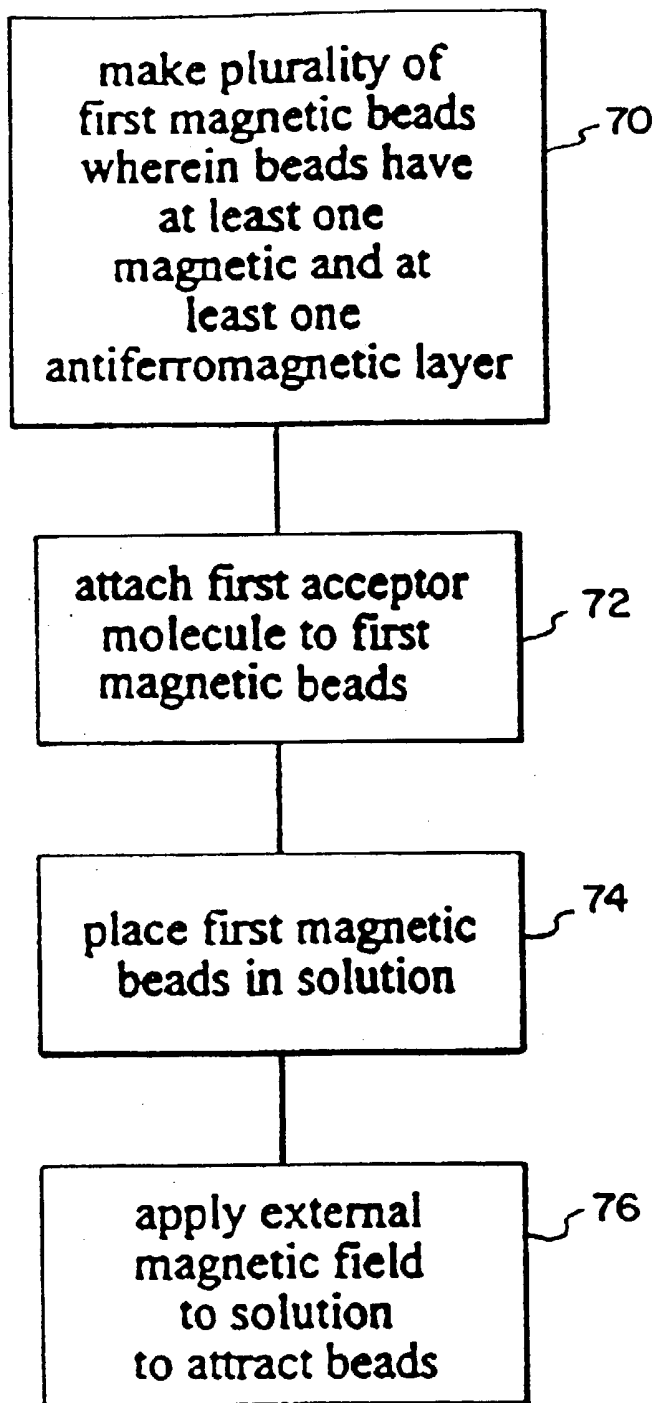 make plurality of
first magnetic beads
wherein beads have
at least one
magnetic and at
least one
antiferromagnetic layer
70
attach first acceptor
molecule to first
magnetic beads
72
place first magnetic
beads in solution
74
apply external
magnetic field
to solution
to attract beads
76